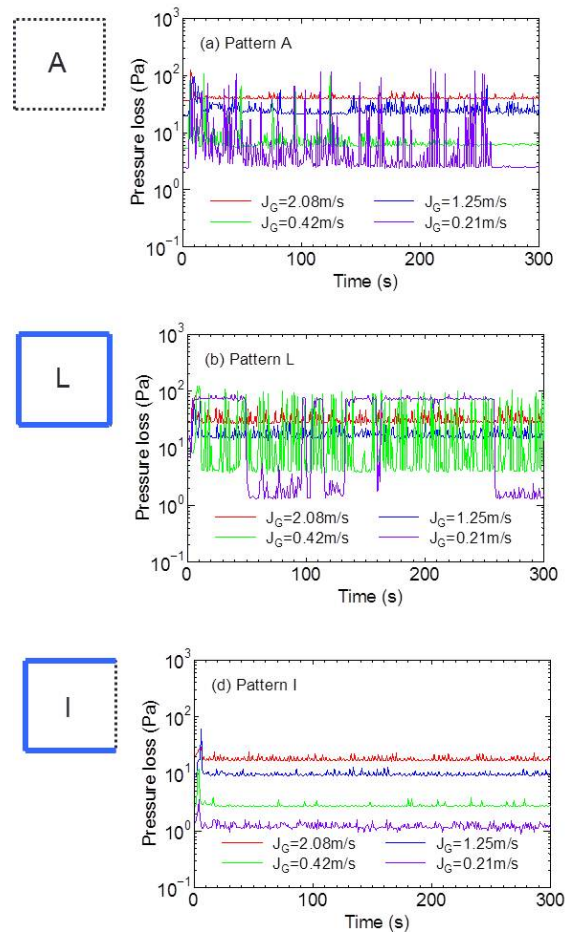 A
(a) Pattern A
Pressure loss (Pa)
10³
10²
10¹
10⁰
10⁻¹
J_G=2.08m/s J_G=1.25m/s
J_G=0.42m/s J_G=0.21m/s
0 100 200 300
Time (s)
L
(b) Pattern L
Pressure loss (Pa)
10³
10²
10¹
10⁰
10⁻¹
J_G=2.08m/s J_G=1.25m/s
J_G=0.42m/s J_G=0.21m/s
0 100 200 300
Time (s)
I
(d) Pattern I
Pressure loss (Pa)
10³
10²
10¹
10⁰
10⁻¹
J_G=2.08m/s J_G=1.25m/s
J_G=0.42m/s J_G=0.21m/s
0 100 200 300
Time (s)